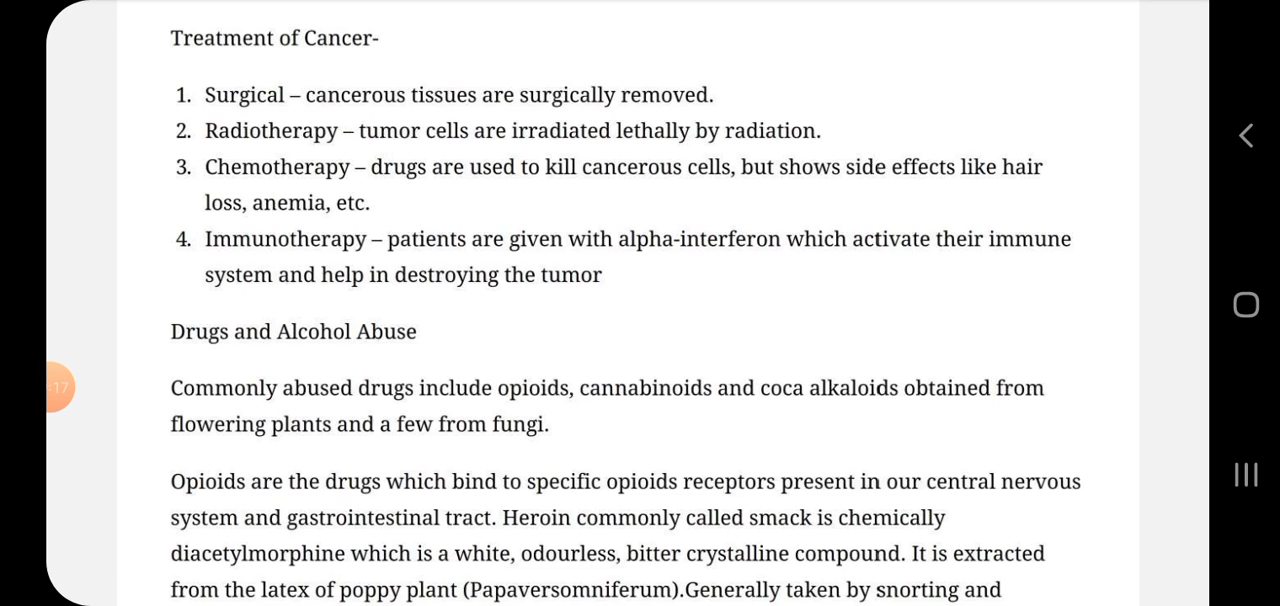 Treatment of Cancer-
1. Surgical – cancerous tissues are surgically removed.
2. Radiotherapy – tumor cells are irradiated lethally by radiation.
3. Chemotherapy – drugs are used to kill cancerous cells, but shows side effects like hair
loss, anemia, etc.
4. Immunotherapy – patients are given with alpha-interferon which activate their immune
system and help in destroying the tumor
Drugs and Alcohol Abuse
:17
Commonly abused drugs include opioids, cannabinoids and coca alkaloids obtained from
flowering plants and a few from fungi.
Opioids are the drugs which bind to specific opioids receptors present in our central nervous
system and gastrointestinal tract. Heroin commonly called smack is chemically
diacetylmorphine which is a white, odourless, bitter crystalline compound. It is extracted
from the latex of poppy plant (Papaversomniferum).Generally taken by snorting and